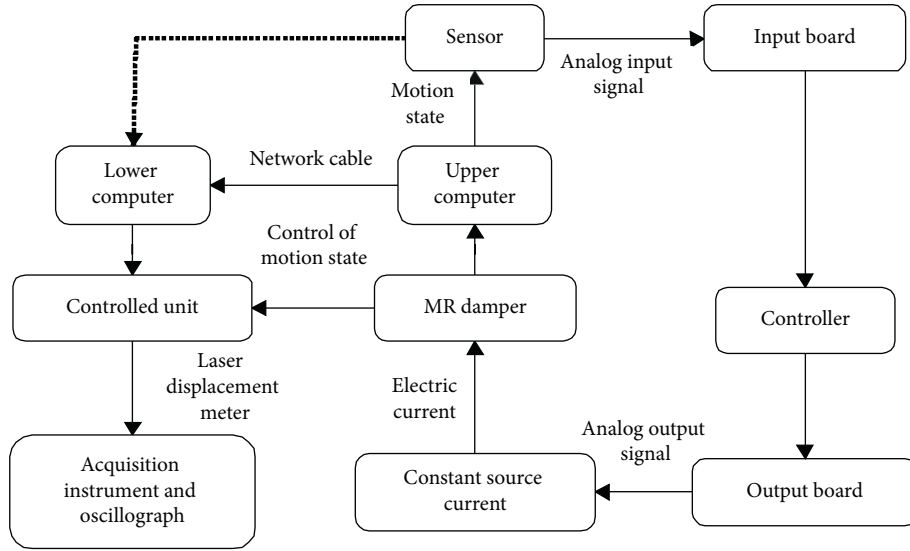 Sensor
Input board
Analog input
signal
Motion
state
Network cable
Lower
computer
Upper
computer
Control of
motion state
Controlled unit
MR damper
Controller
Laser
displacement
meter
Electric
current
Analog output
signal
Acquisition
instrument and
oscillograph
Constant source
current
Output board